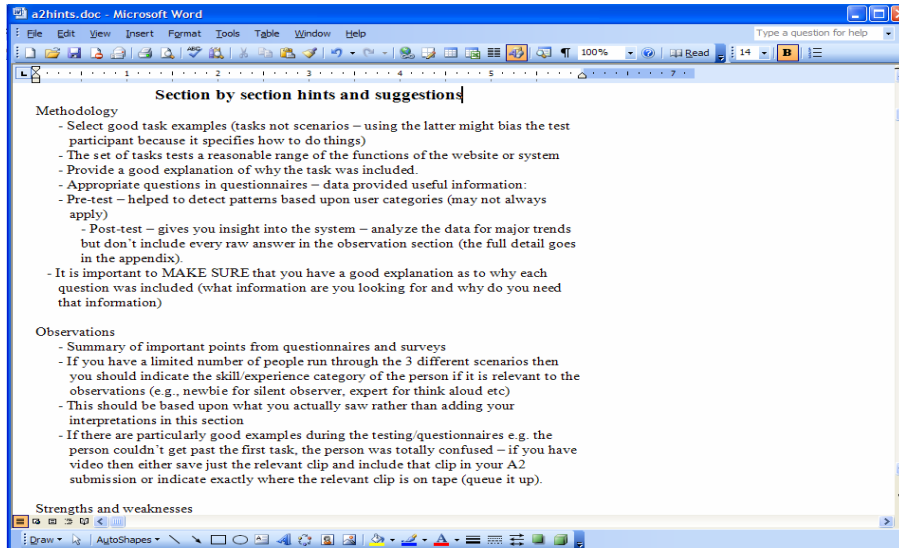 a2hints.doc - Microsoft Word
File Edit View Insert Format Tools Table Window Help Type a question for help
100% Read 14 B
1 2 3 4 5 7
Section by section hints and suggestions
Methodology
- Select good task examples (tasks not scenarios – using the latter might bias the test
participant because it specifies how to do things)
- The set of tasks tests a reasonable range of the functions of the website or system
- Provide a good explanation of why the task was included.
- Appropriate questions in questionnaires – data provided useful information:
- Pre-test – helped to detect patterns based upon user categories (may not always
apply)
- Post-test – gives you insight into the system – analyze the data for major trends
but don't include every raw answer in the observation section (the full detail goes
in the appendix).
- It is important to MAKE SURE that you have a good explanation as to why each
question was included (what information are you looking for and why do you need
that information)
Observations
- Summary of important points from questionnaires and surveys
- If you have a limited number of people run through the 3 different scenarios then
you should indicate the skill/experience category of the person if it is relevant to the
observations (e.g., newbie for silent observer, expert for think aloud etc)
- This should be based upon what you actually saw rather than adding your
interpretations in this section
- If there are particularly good examples during the testing/questionnaires e.g. the
person couldn't get past the first task, the person was totally confused – if you have
video then either save just the relevant clip and include that clip in your A2
submission or indicate exactly where the relevant clip is on tape (queue it up).
Strengths and weaknesses
Draw AutoShapes